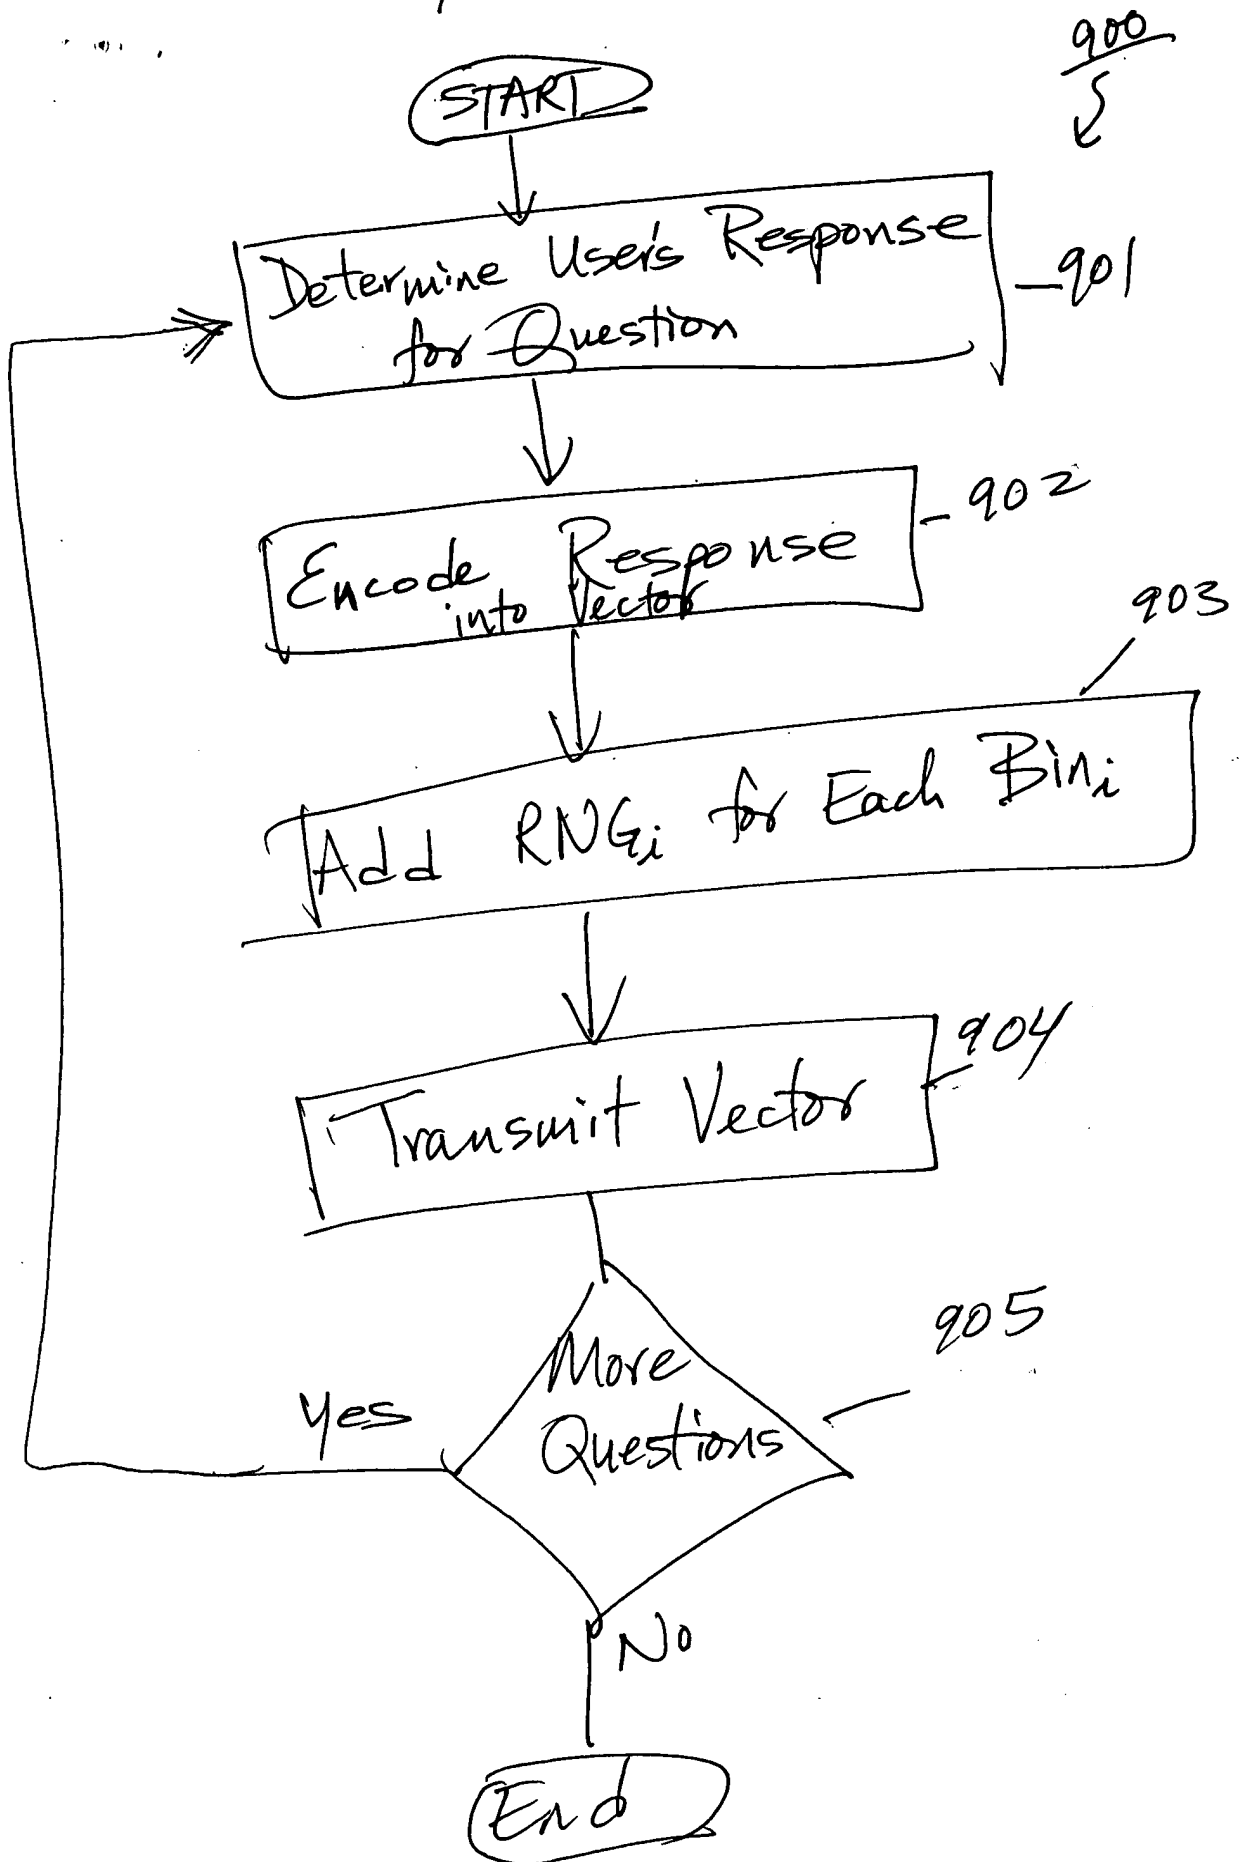 900
START
Determine User's Response
for Question
901
Encode Response
into Vector
902
903
Add RNGi for Each Bini
Transmit Vector
904
More
Questions
905
Yes
No
End